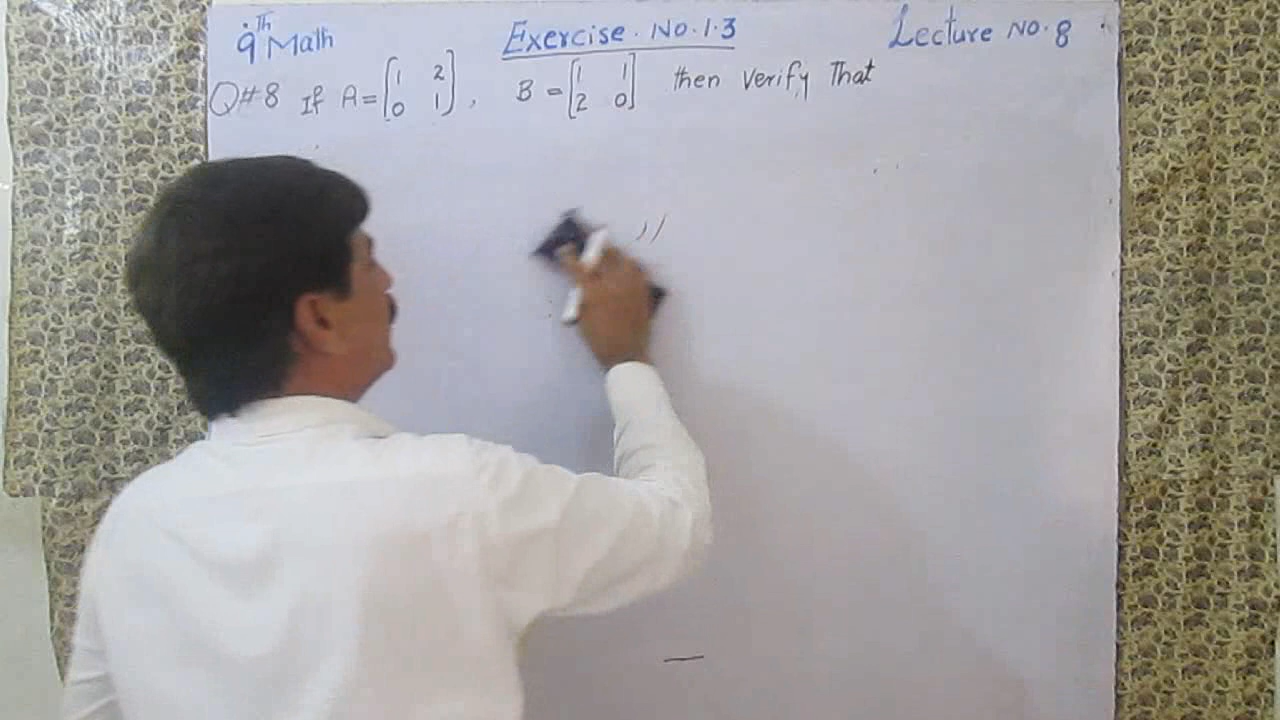 9Th Math Exercise. No.1.3 Lecture No. 8
Q#8 If A = [1 2
0 1], B = [1 1
2 0] then verify That